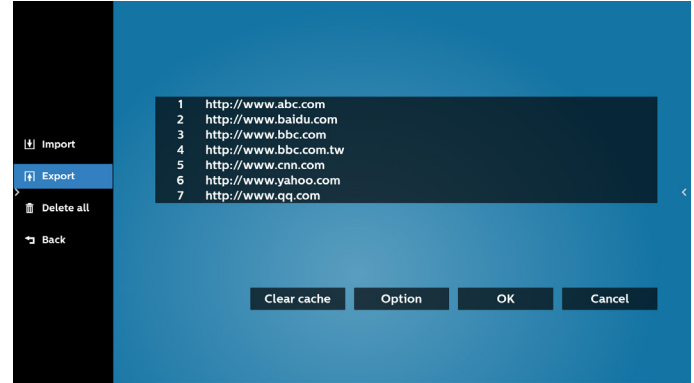 Import
Export
Delete all
Back
1 http://www.abc.com
2 http://www.baidu.com
3 http://www.bbc.com
4 http://www.bbc.com.tw
5 http://www.cnn.com
6 http://www.yahoo.com
7 http://www.qq.com
Clear cache Option OK Cancel